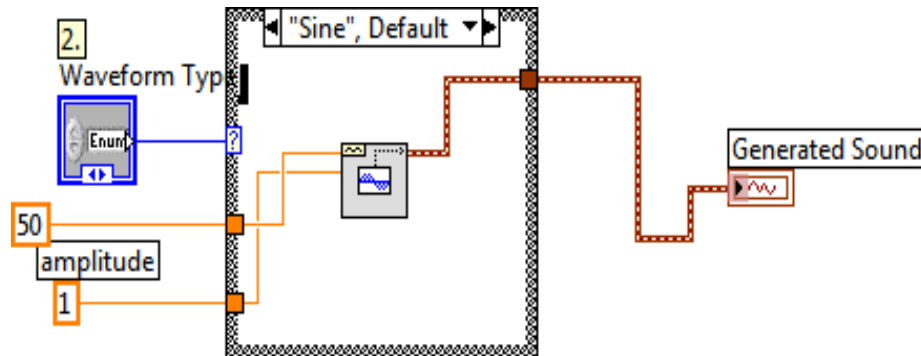 2.
"Sine", Default
Waveform Typ
Enum
?
50
amplitude
1
Generated Sound